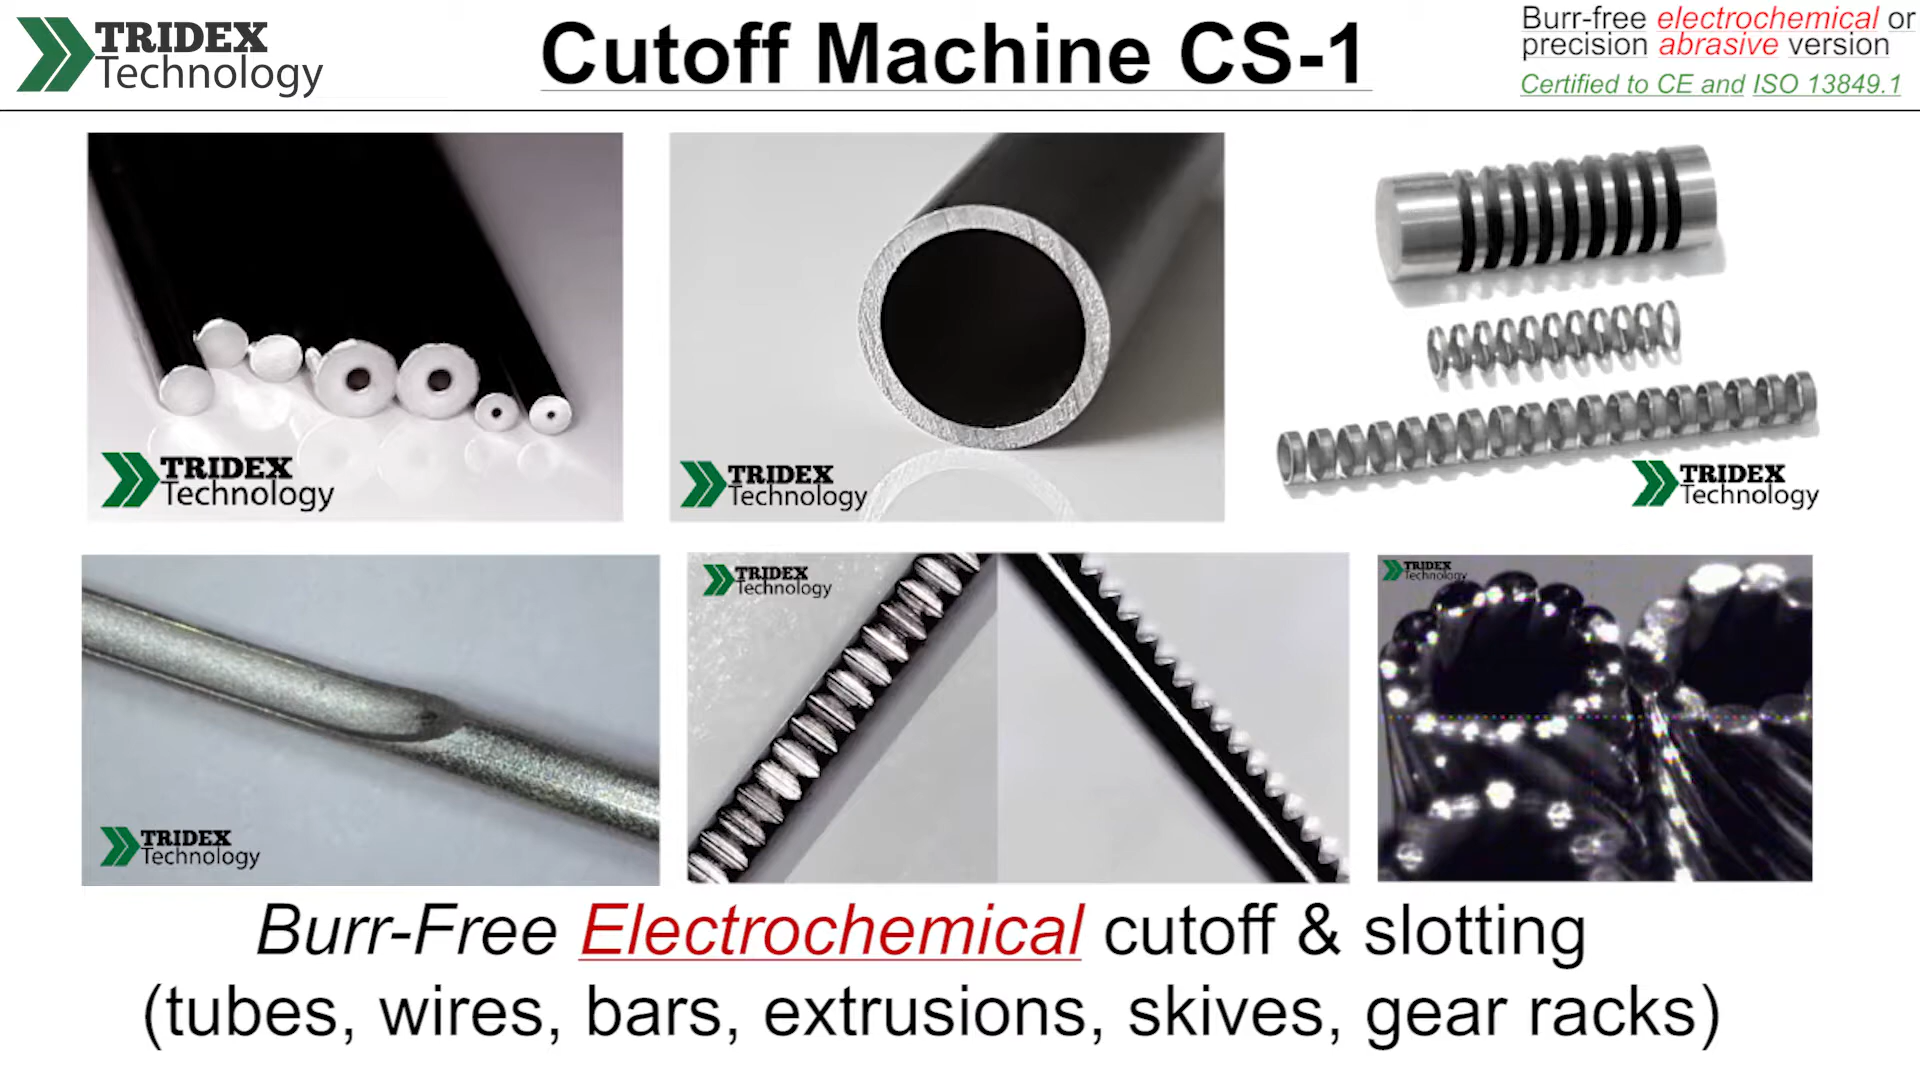 TRIDEX
Technology
Cutoff Machine CS-1
Burr-free electrochemical or
precision abrasive version
Certified to CE and ISO 13849.1
TRIDEX
Technology
TRIDEX
Technology
TRIDEX
Technology
TRIDEX
Technology
TRIDEX
Technology
TRIDEX
Technology
Burr-Free Electrochemical cutoff & slotting
(tubes, wires, bars, extrusions, skives, gear racks)